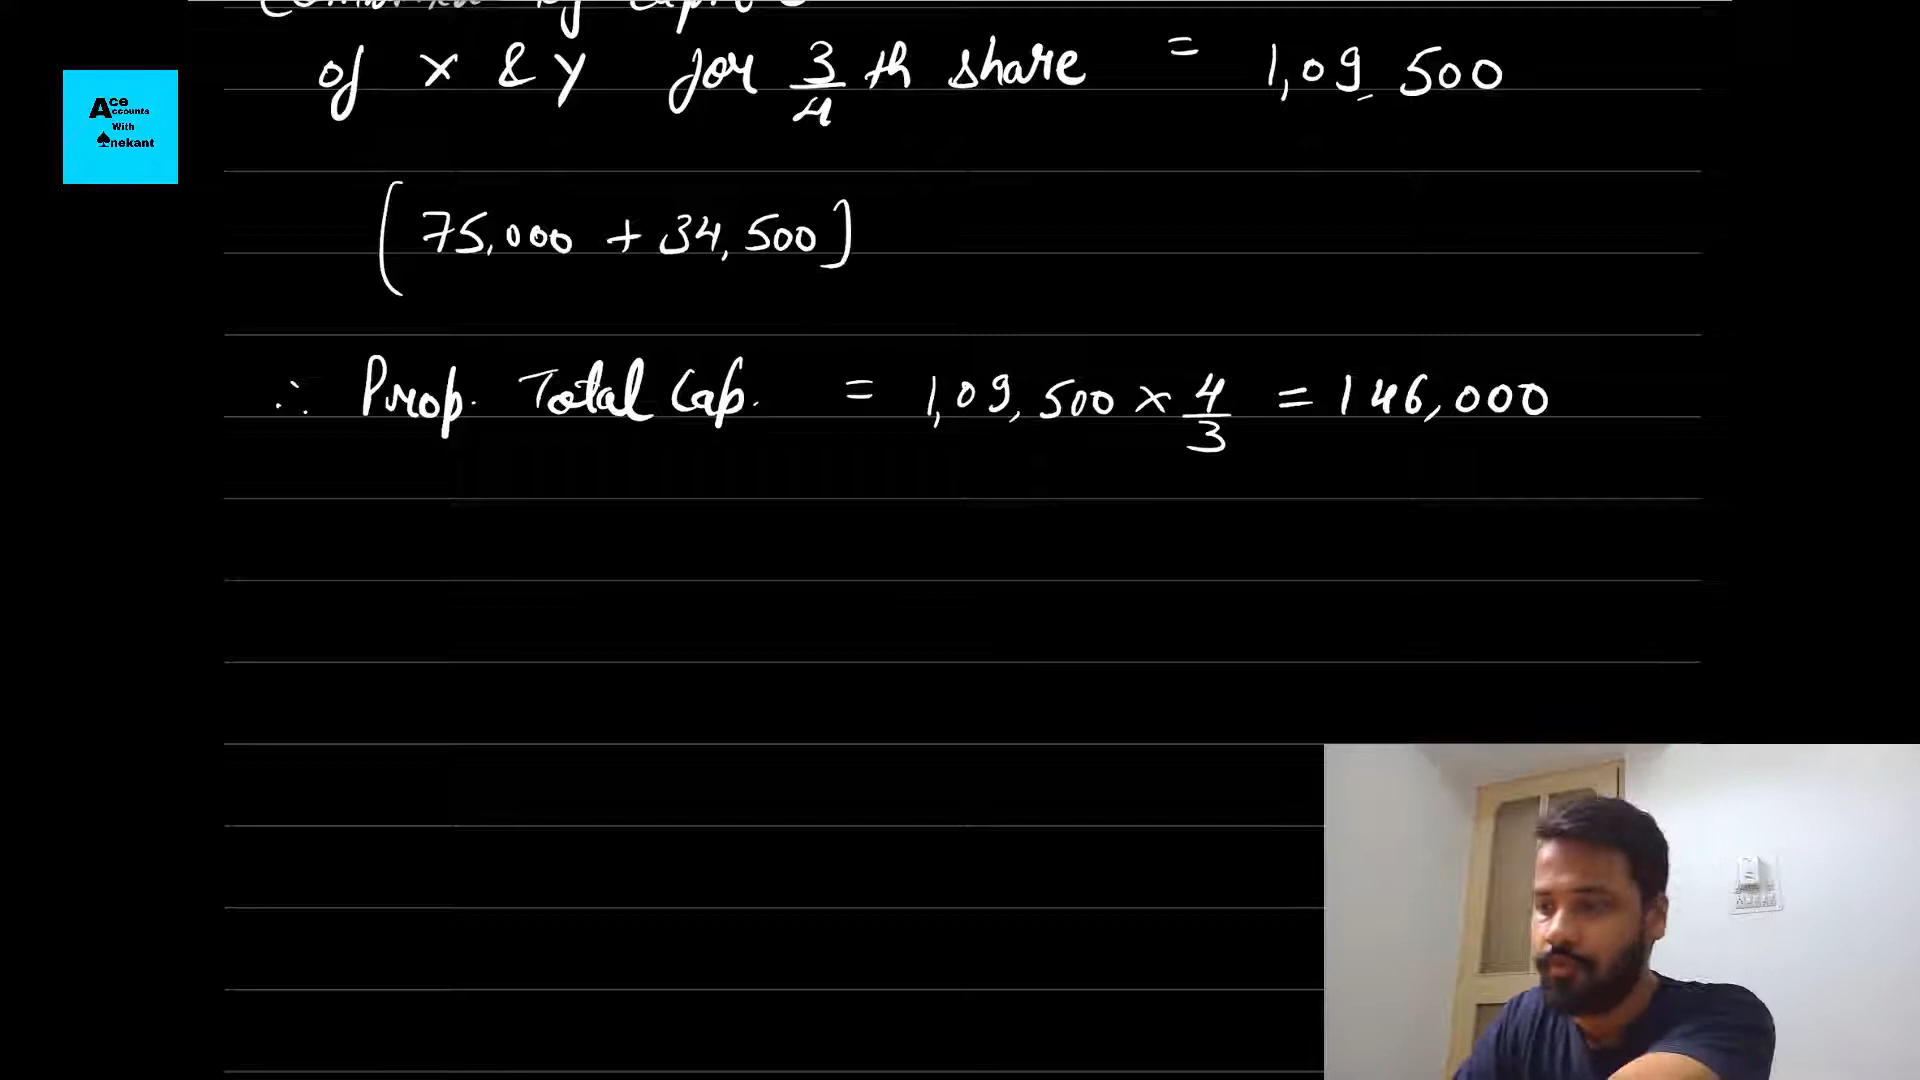 of X & Y for 3/4 th share = 1,09,500
Ace
Accounts
With
Anekant
(75,000 + 34,500)
∴ Prop. Total Cap. = 1,09,500 × 4/3 = 146,000